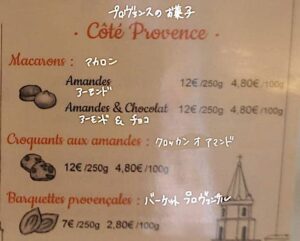 プロヴァンスのお菓子
· Côté Provence ·
Macarons : マカロン
Amandes 12€ /250g 4,80€ /100g
アーモンド
Amandes & Chocolat 12€ /250g 4,80€ /100g
アーモンド & チョコ
Croquants aux amandes : クロッカン オ アマンド
12€ /250g 4,80€ /100g
Barquettes provençales : バーケット プロヴァンサル
7€ /250g 2,80€ /100g